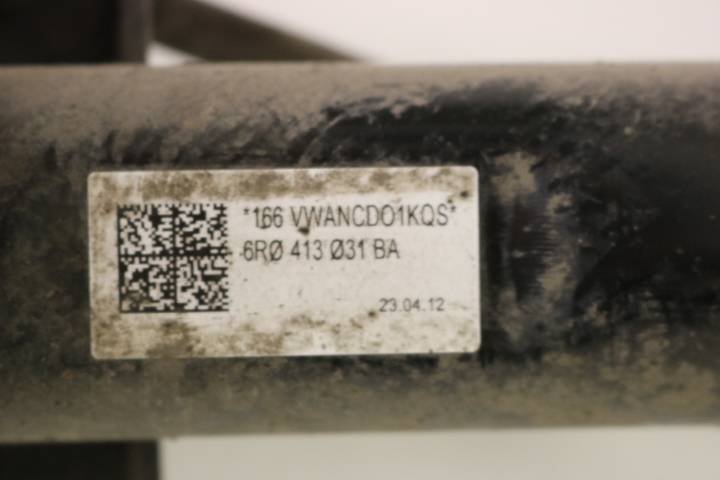 *166 VWANCDO1KQS*
6RØ 413 Ø31 BA
23.04.12